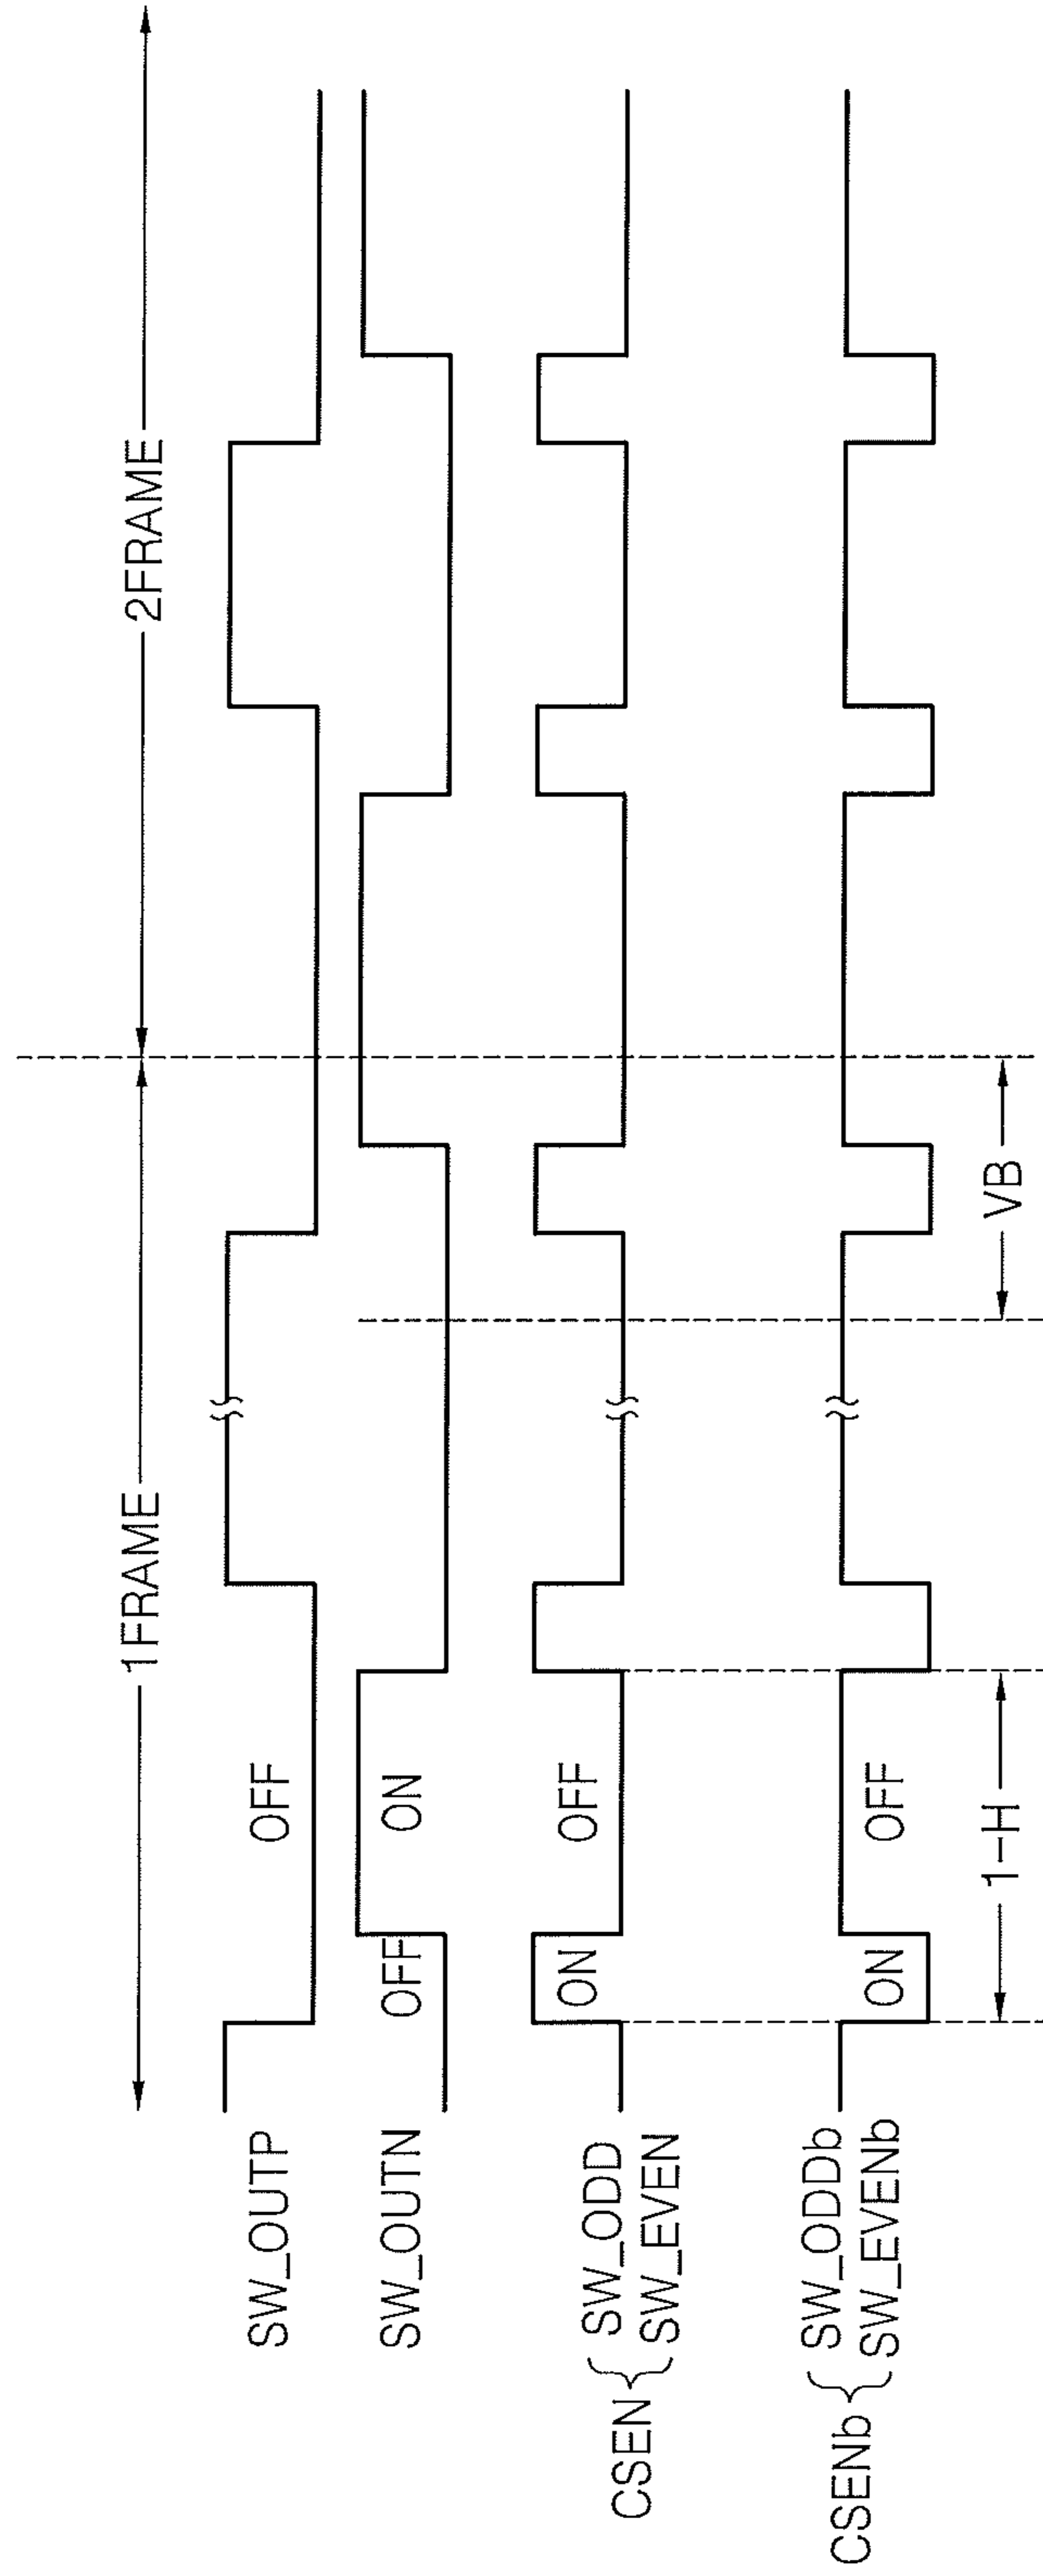 1FRAME
2FRAME
SW_OUTP
OFF
SW_OUTN
OFF
ON
CSEN
SW_ODD
SW_EVEN
ON
OFF
CSENb
SW_ODDb
SW_EVENb
ON
OFF
1-H
VB